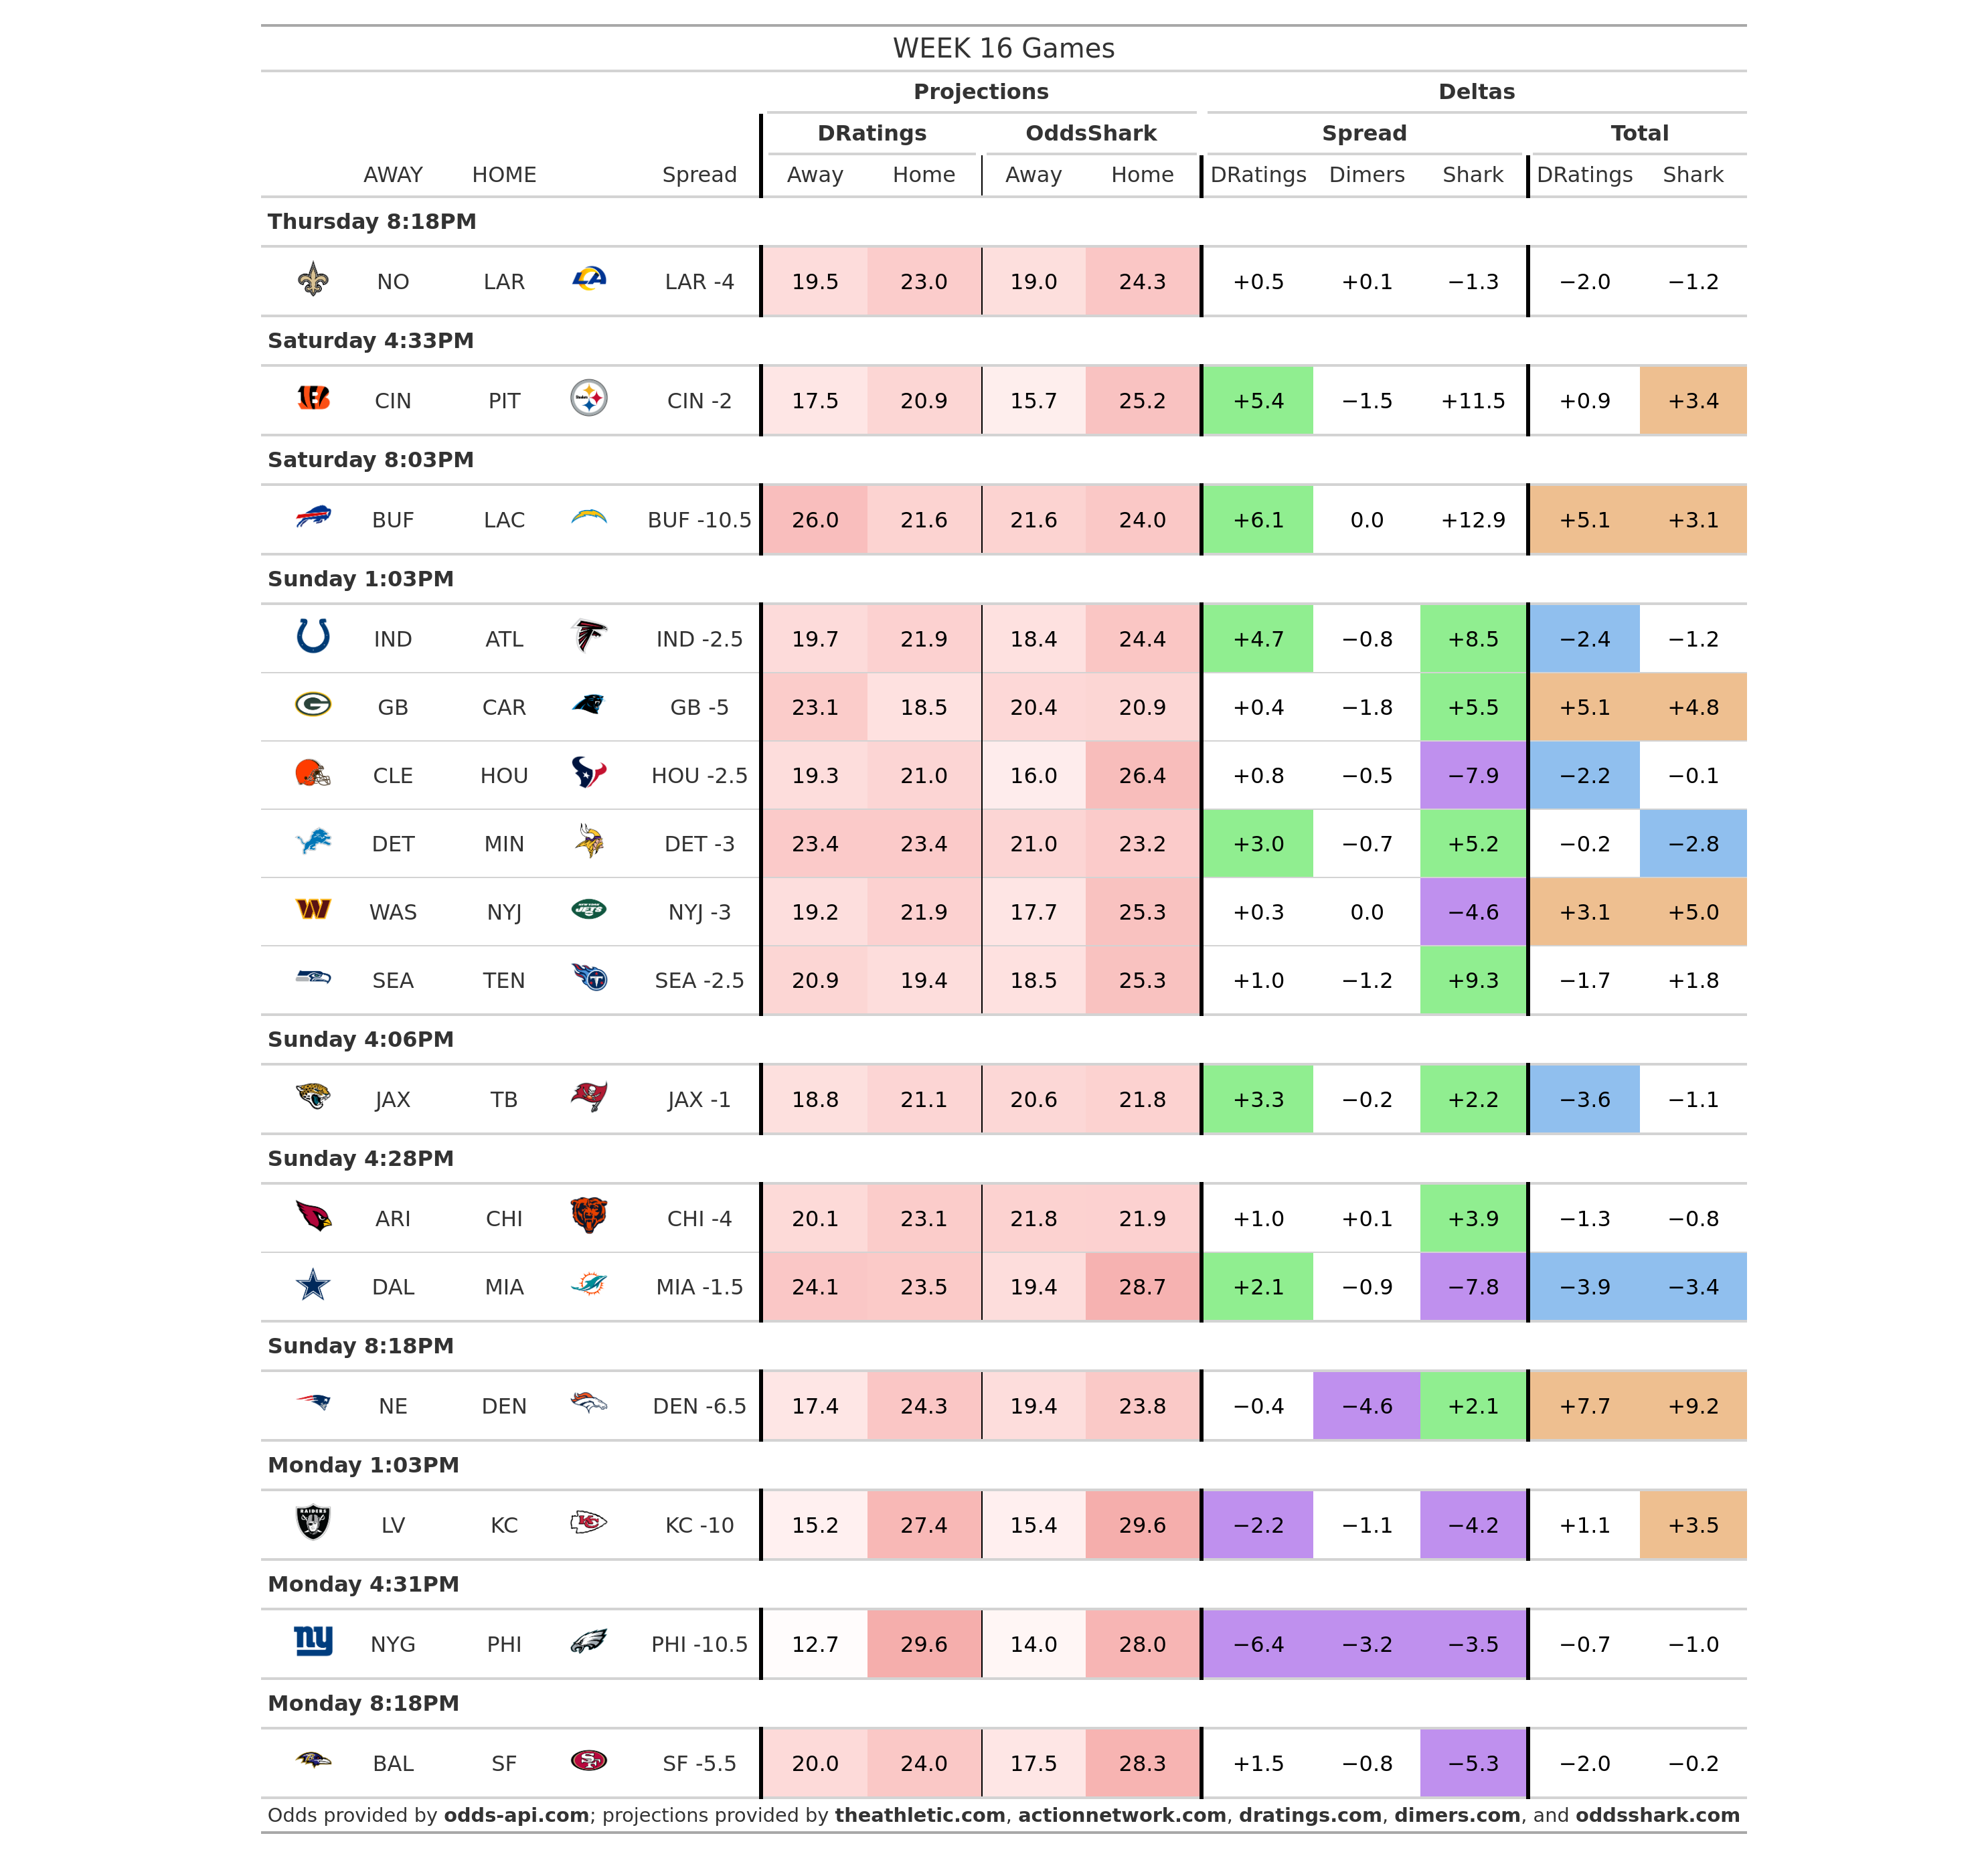 WEEK 16 Games
Projections Deltas
DRatings OddsShark Spread Total
AWAY HOME Spread Away Home Away Home DRatings Dimers Shark DRatings Shark
Thursday 8:18PM
NO LAR LAR -4 19.5 23.0 19.0 24.3 +0.5 +0.1 −1.3 −2.0 −1.2
Saturday 4:33PM
CIN PIT CIN -2 17.5 20.9 15.7 25.2 +5.4 −1.5 +11.5 +0.9 +3.4
Saturday 8:03PM
BUF LAC BUF -10.5 26.0 21.6 21.6 24.0 +6.1 0.0 +12.9 +5.1 +3.1
Sunday 1:03PM
IND ATL IND -2.5 19.7 21.9 18.4 24.4 +4.7 −0.8 +8.5 −2.4 −1.2
GB CAR GB -5 23.1 18.5 20.4 20.9 +0.4 −1.8 +5.5 +5.1 +4.8
CLE HOU HOU -2.5 19.3 21.0 16.0 26.4 +0.8 −0.5 −7.9 −2.2 −0.1
DET MIN DET -3 23.4 23.4 21.0 23.2 +3.0 −0.7 +5.2 −0.2 −2.8
WAS NYJ NYJ -3 19.2 21.9 17.7 25.3 +0.3 0.0 −4.6 +3.1 +5.0
SEA TEN SEA -2.5 20.9 19.4 18.5 25.3 +1.0 −1.2 +9.3 −1.7 +1.8
Sunday 4:06PM
JAX TB JAX -1 18.8 21.1 20.6 21.8 +3.3 −0.2 +2.2 −3.6 −1.1
Sunday 4:28PM
ARI CHI CHI -4 20.1 23.1 21.8 21.9 +1.0 +0.1 +3.9 −1.3 −0.8
DAL MIA MIA -1.5 24.1 23.5 19.4 28.7 +2.1 −0.9 −7.8 −3.9 −3.4
Sunday 8:18PM
NE DEN DEN -6.5 17.4 24.3 19.4 23.8 −0.4 −4.6 +2.1 +7.7 +9.2
Monday 1:03PM
LV KC KC -10 15.2 27.4 15.4 29.6 −2.2 −1.1 −4.2 +1.1 +3.5
Monday 4:31PM
NYG PHI PHI -10.5 12.7 29.6 14.0 28.0 −6.4 −3.2 −3.5 −0.7 −1.0
Monday 8:18PM
BAL SF SF -5.5 20.0 24.0 17.5 28.3 +1.5 −0.8 −5.3 −2.0 −0.2
Odds provided by odds-api.com; projections provided by theathletic.com, actionnetwork.com, dratings.com, dimers.com, and oddsshark.com